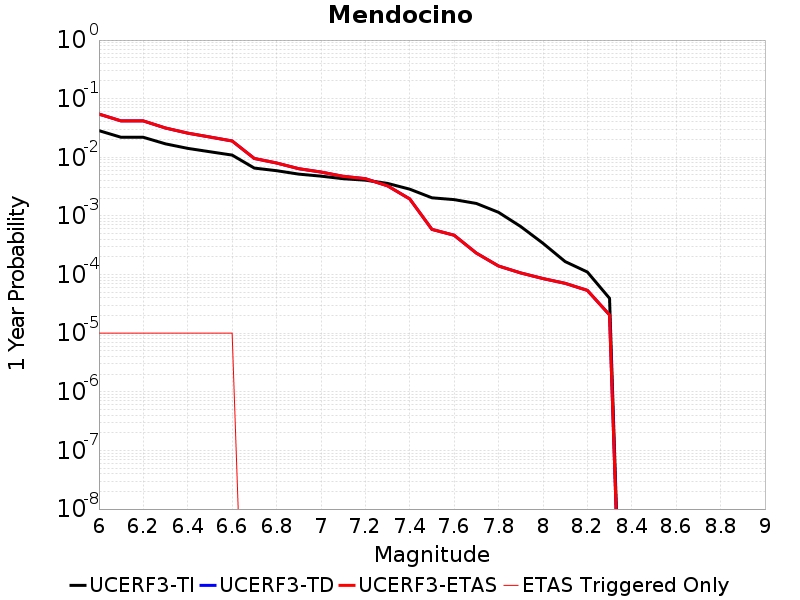 Mendocino
10^0
10^-1
10^-2
10^-3
10^-4
10^-5
10^-6
10^-7
10^-8
1 Year Probability
6 6.2 6.4 6.6 6.8 7 7.2 7.4 7.6 7.8 8 8.2 8.4 8.6 8.8 9
Magnitude
UCERF3-TI UCERF3-TD UCERF3-ETAS ETAS Triggered Only